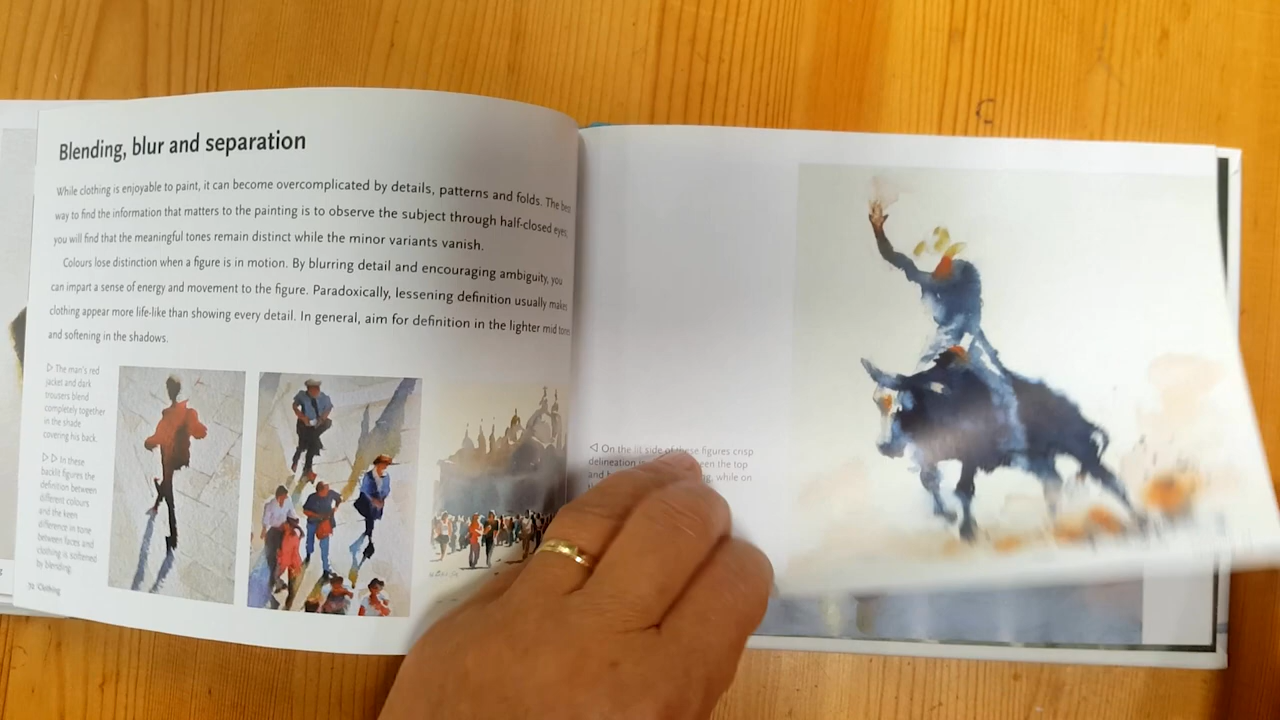 Blending, blur and separation
While clothing is enjoyable to paint, it can become overcomplicated by details, patterns and folds. The best
way to find the information that matters to the painting is to observe the subject through half-closed eyes;
you will find that the meaningful tones remain distinct while the minor variants vanish.
Colours lose distinction when a figure is in motion. By blurring detail and encouraging ambiguity, you
can impart a sense of energy and movement to the figure. Paradoxically, lessening definition usually makes
clothing appear more life-like than showing every detail. In general, aim for definition in the lighter mid tones
and softening in the shadows.
▷ The man's red
jacket and dark
trousers blend
completely together
in the shade
covering his back.
▷ ▷ In these
backlit figures the
definition between
different colours
and the keen
difference in tone
between faces and
clothing is softened
by blending.
Clothing
◁ On the lit side of these figures crisp
delineation the top
and while on